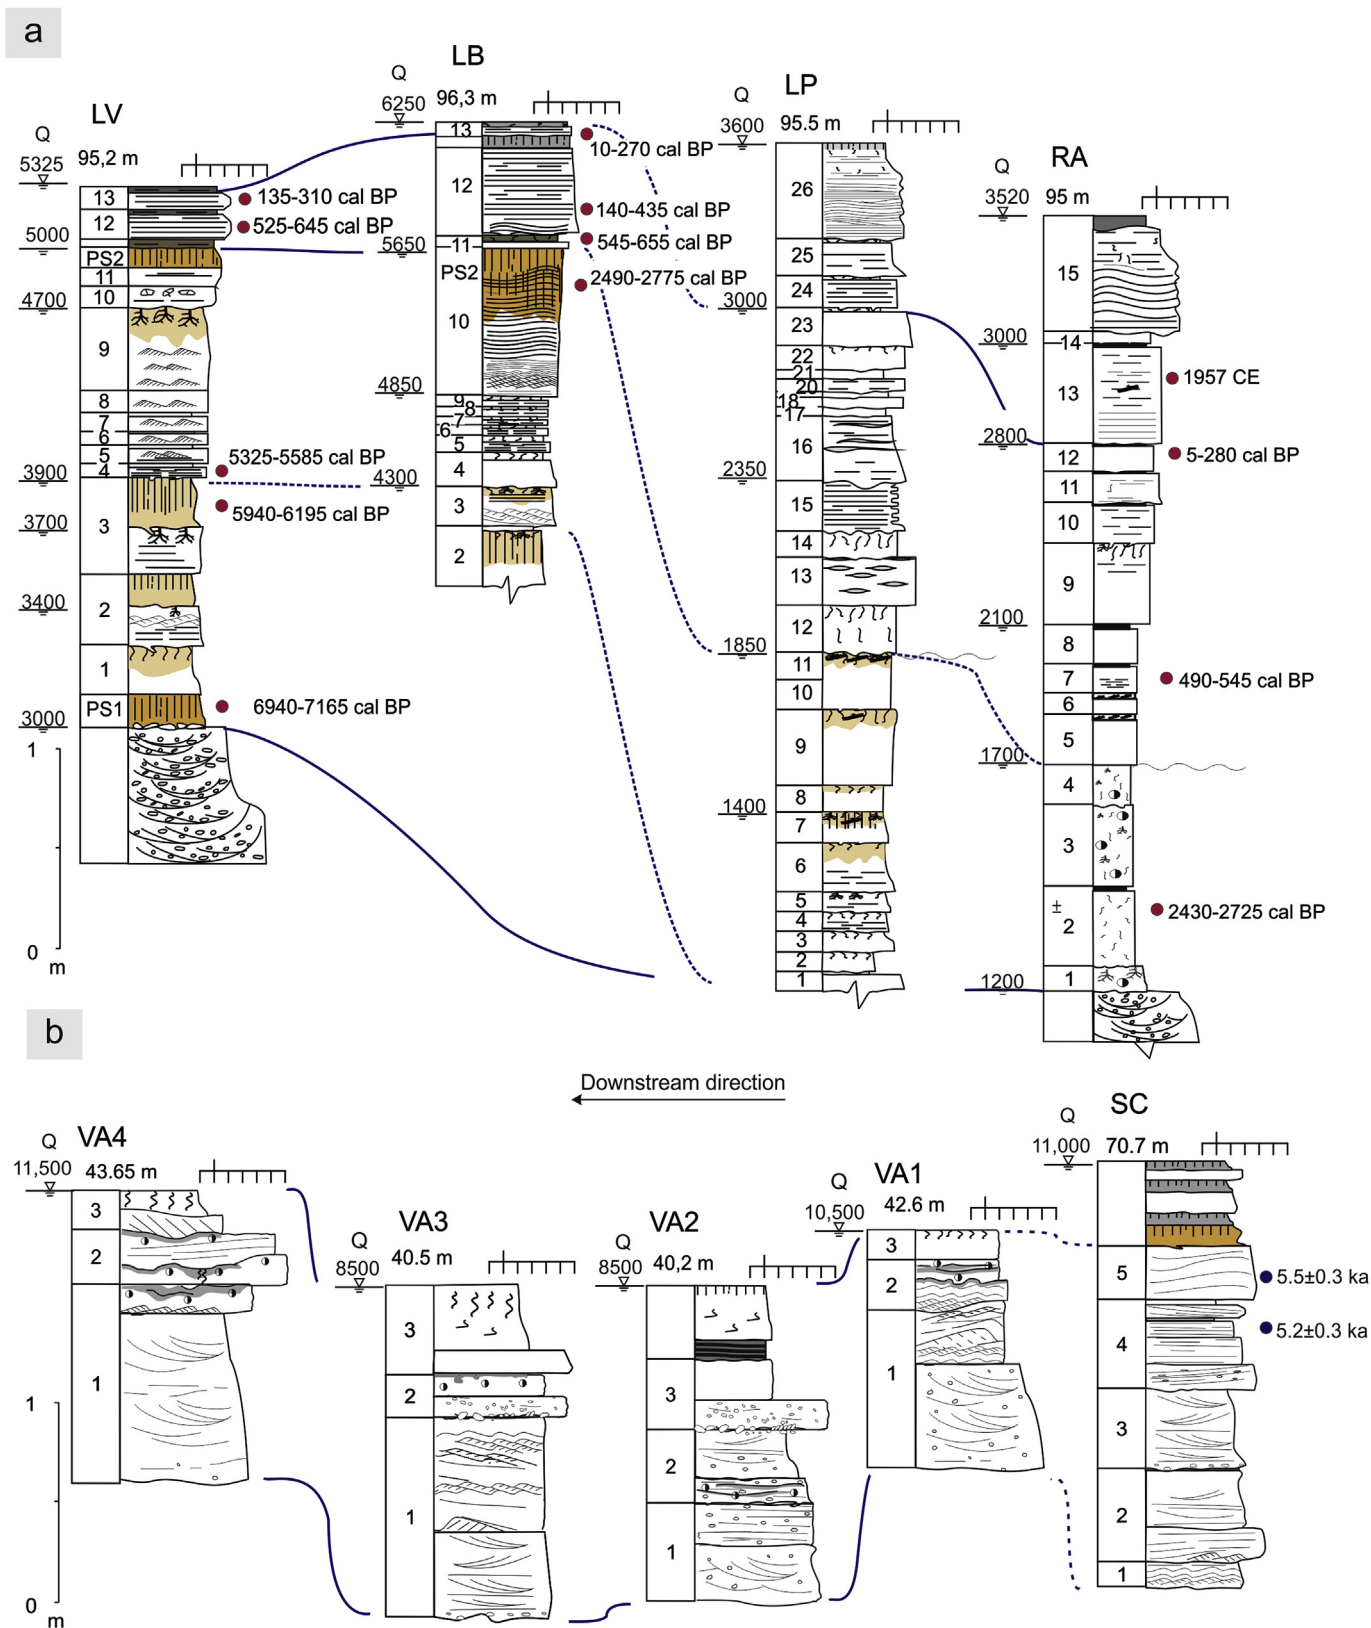 a
LV
Q
5325
95,2 m
13
135-310 cal BP
12
525-645 cal BP
5000
PS2
11
4700
10
9
8
7
6
5
5325-5585 cal BP
4
3900
5940-6195 cal BP
3700
3
3400
2
1
PS1
6940-7165 cal BP
3000
1
0
m
LB
Q
6250
96,3 m
13
10-270 cal BP
12
140-435 cal BP
11
545-655 cal BP
5650
PS2
2490-2775 cal BP
10
4850
9
8
7
6
5
4
4300
3
2
LP
Q
3600
95.5 m
26
25
24
3000
23
22
21
20
18
17
16
2350
15
14
13
12
1850
11
10
9
8
1400
7
6
5
4
3
2
1
RA
Q
3520
95 m
15
3000
14
1957 CE
13
2800
12
5-280 cal BP
11
10
9
2100
8
7
490-545 cal BP
6
5
1700
4
3
±
2
2430-2725 cal BP
1
1200
b
Downstream direction
VA4
Q
11,500
43.65 m
3
2
1
1
0
m
VA3
Q
40.5 m
8500
3
2
1
VA2
Q
40,2 m
8500
3
2
1
VA1
Q
42.6 m
10,500
3
2
1
SC
Q
11,000
70.7 m
5
5.5±0.3 ka
4
5.2±0.3 ka
3
2
1